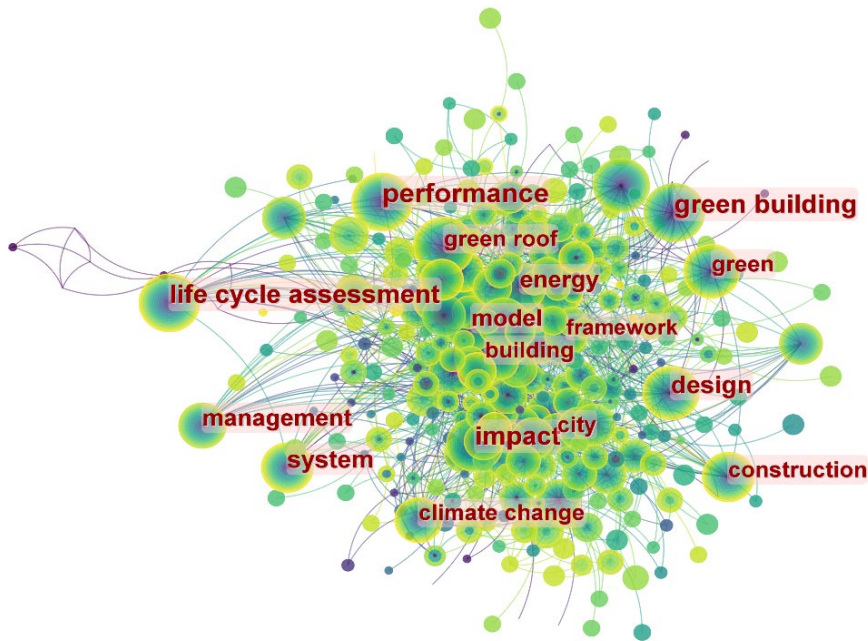 performance
green building
green roof
green
energy
life cycle assessment
model
framework
building
design
management
impact
city
system
construction
climate change